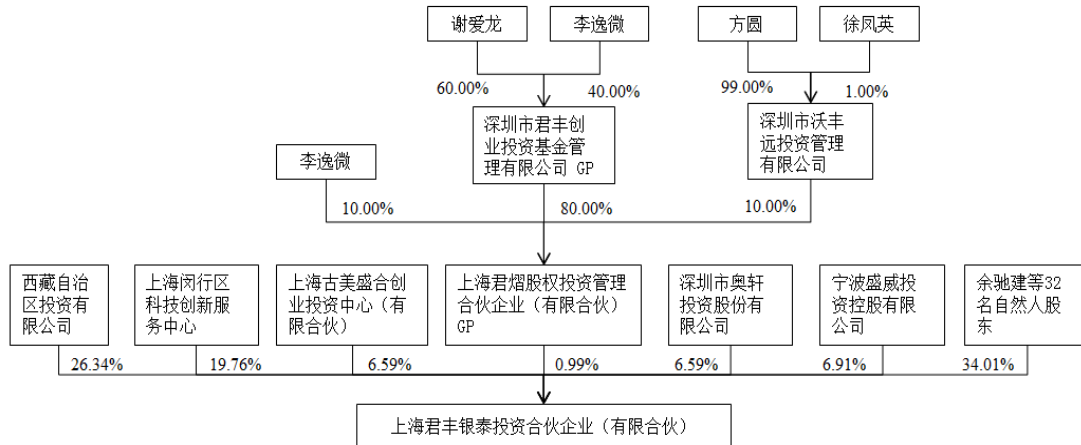 谢爱龙
李逸微
方圆
徐凤英
60.00%
40.00%
99.00%
1.00%
深圳市君丰创
业投资基金管
理有限公司 GP
深圳市沃丰
远投资管理
有限公司
李逸微
10.00%
80.00%
10.00%
西藏自治
区投资有
限公司
上海闵行区
科技创新服
务中心
上海古美盛合创
业投资中心（有
限合伙）
上海君熠股权投资管理
合伙企业（有限合伙）
GP
深圳市奥轩
投资股份有
限公司
宁波盛威投
资控股有限
公司
余驰建等32
名自然人股
东
26.34%
19.76%
6.59%
0.99%
6.59%
6.91%
34.01%
上海君丰银泰投资合伙企业（有限合伙）